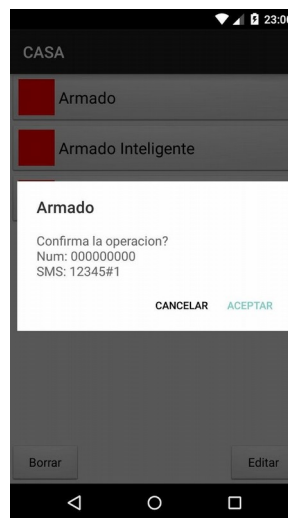 23:00
CASA
Armado
Armado Inteligente
Armado
Confirma la operacion?
Num: 000000000
SMS: 12345#1
CANCELAR ACEPTAR
Borrar Editar